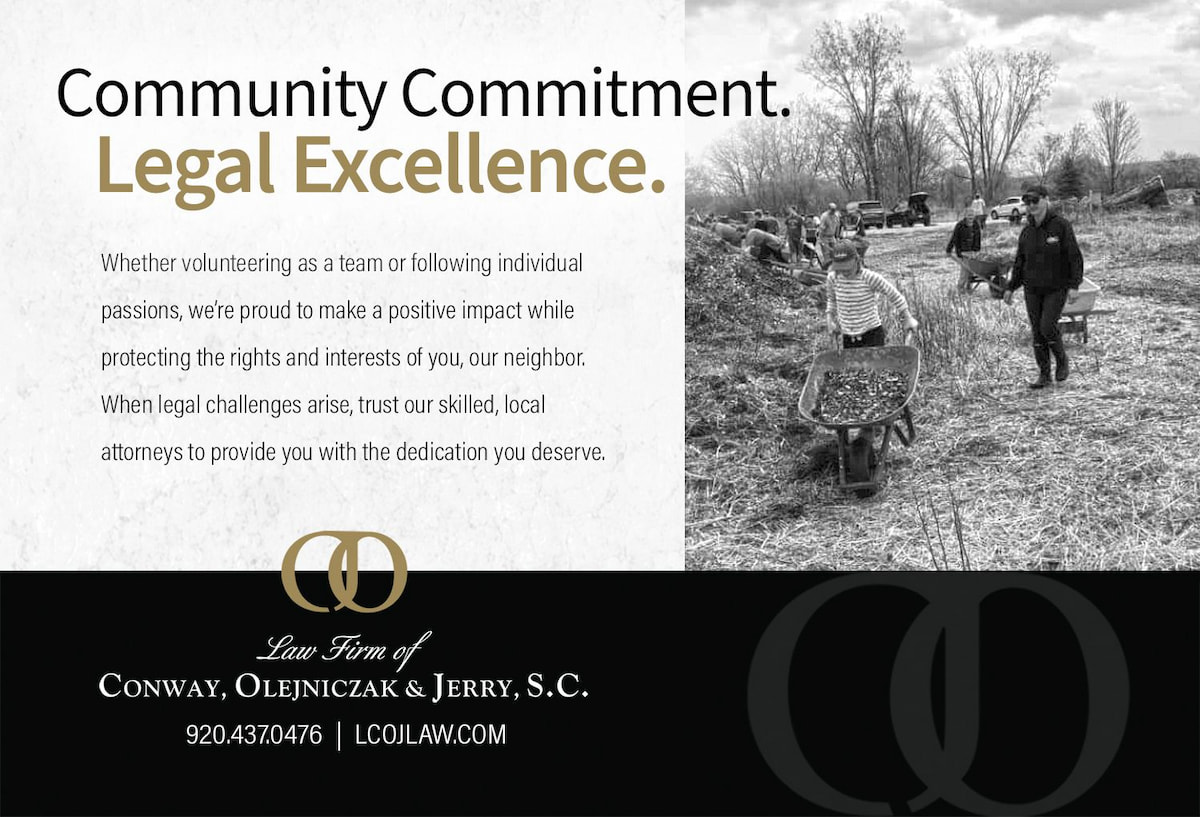 Community Commitment.
Legal Excellence.
Whether volunteering as a team or following individual
passions, we're proud to make a positive impact while
protecting the rights and interests of you, our neighbor.
When legal challenges arise, trust our skilled, local
attorneys to provide you with the dedication you deserve.
Law Firm of
Conway, Olejniczak & Jerry, S.C.
920.437.0476 | LCOJLAW.COM